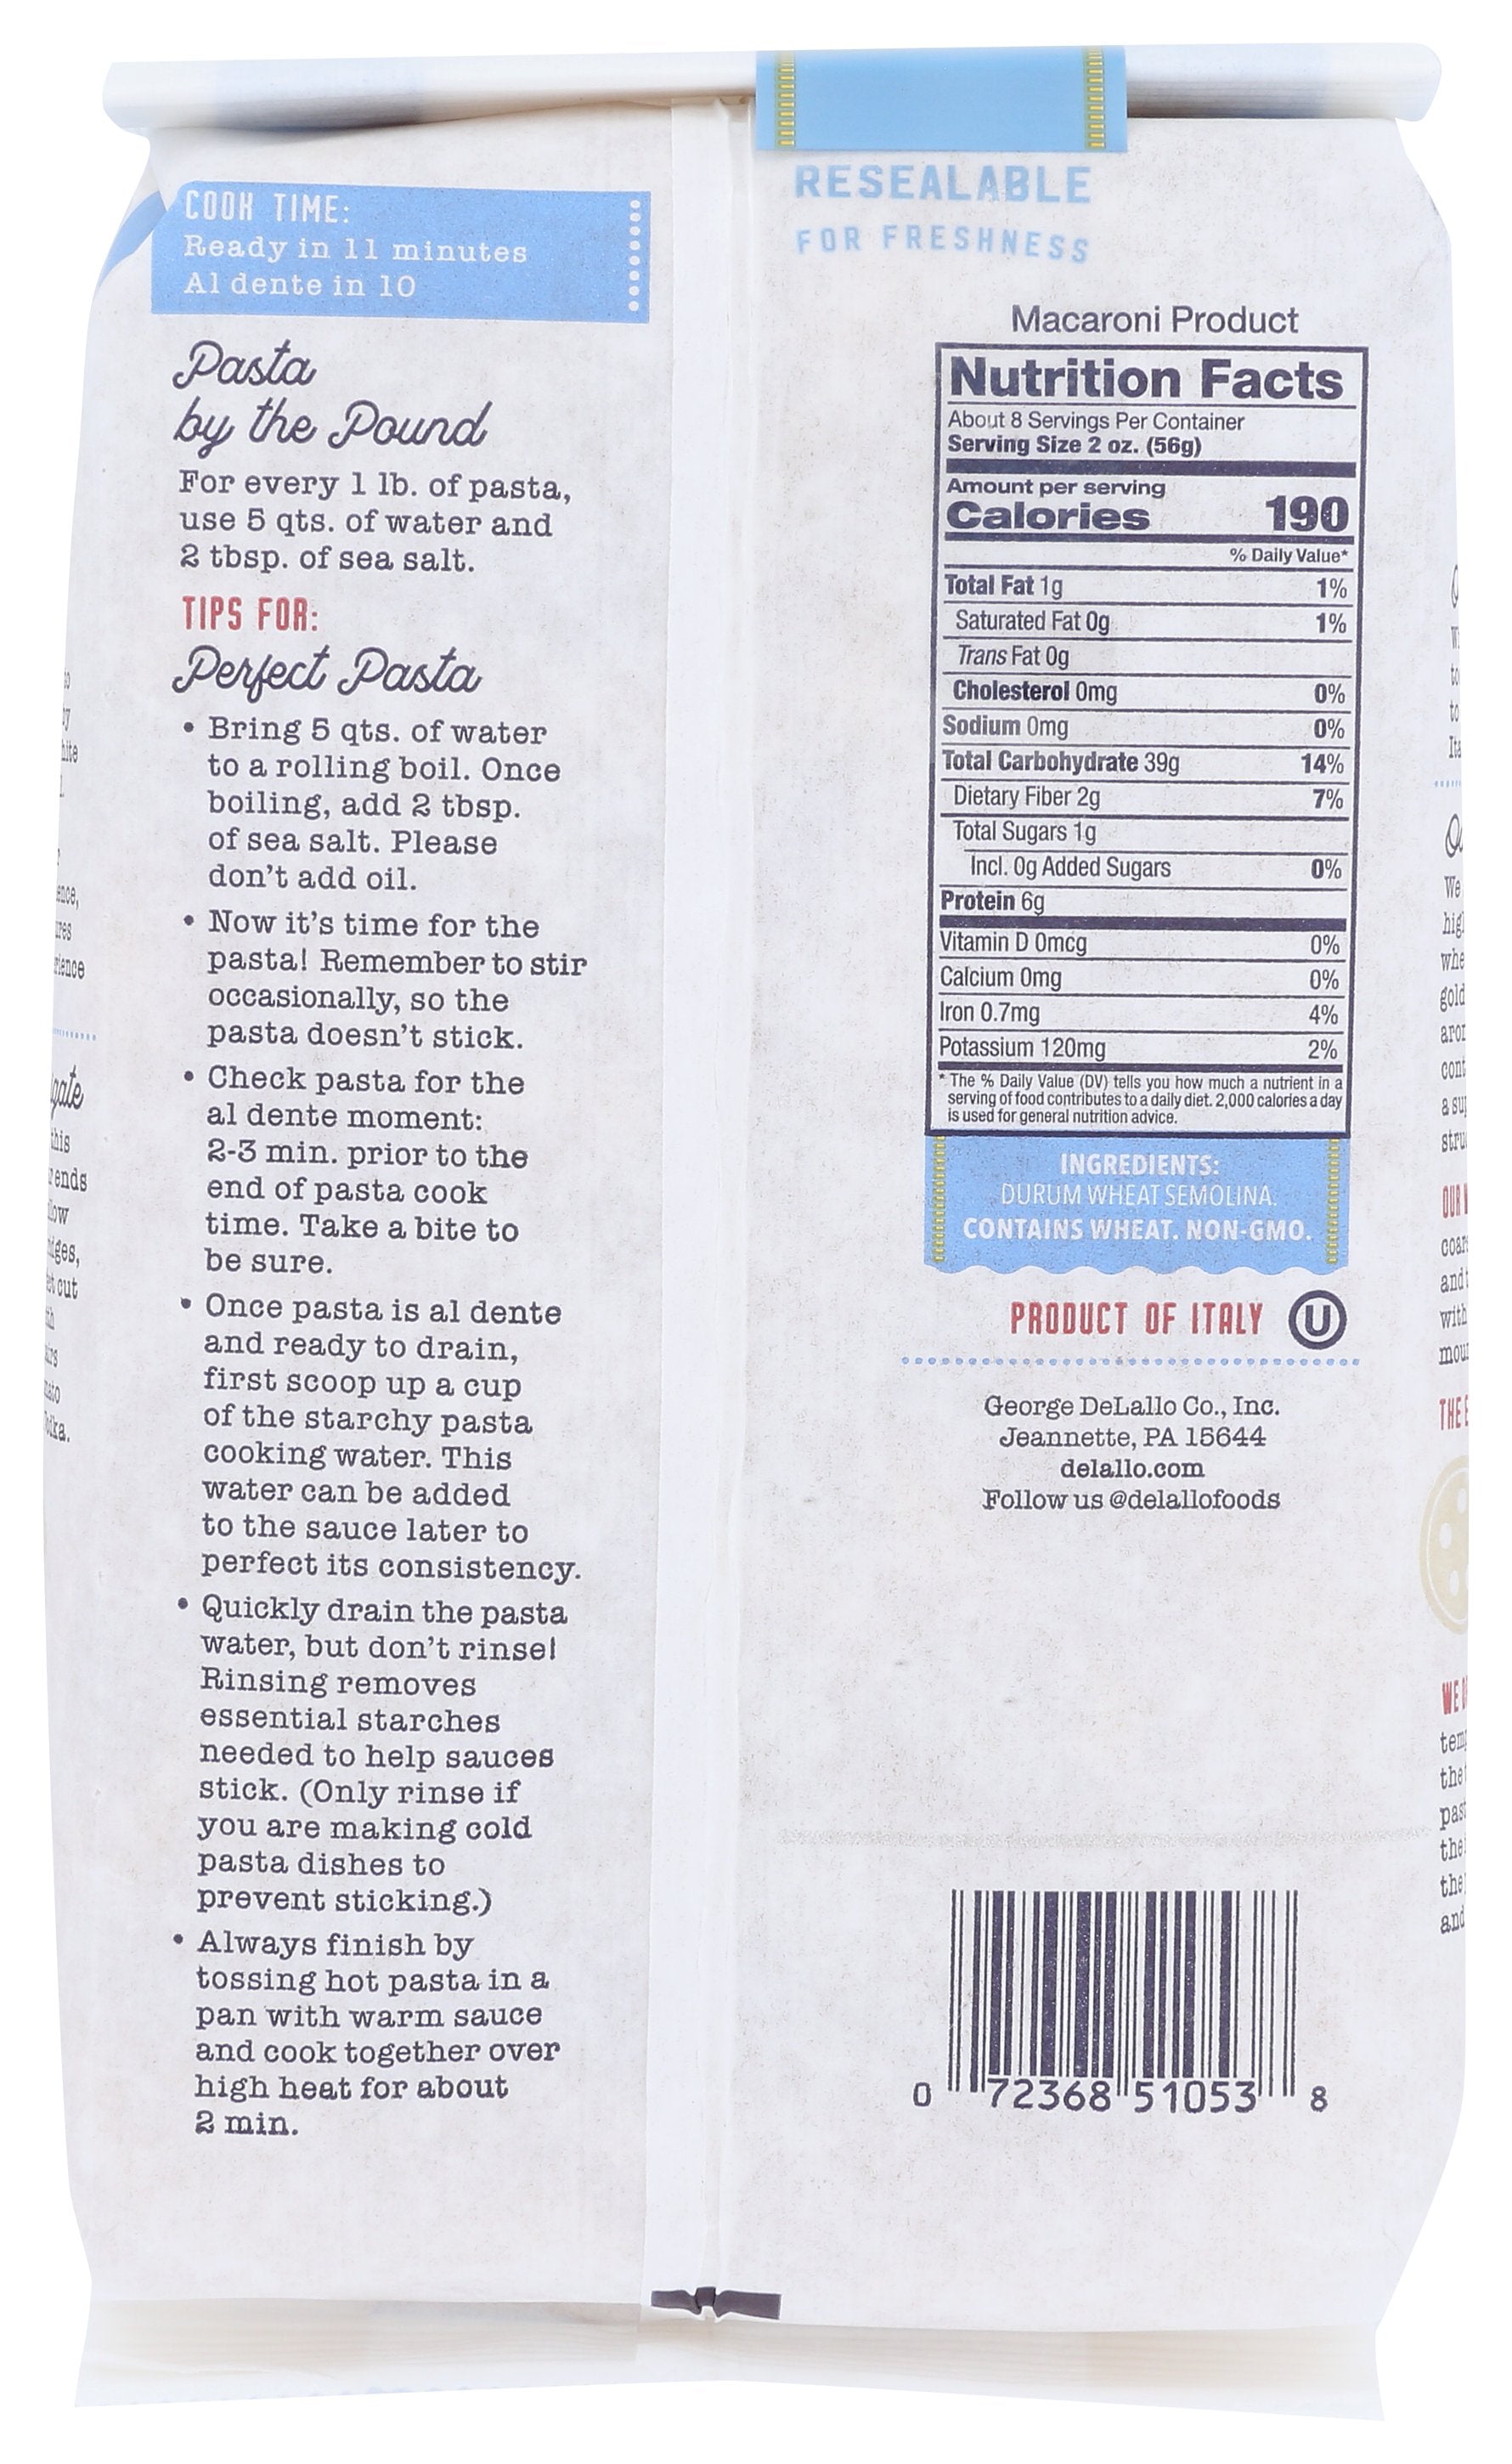 COOK TIME:
Ready in 11 minutes
Al dente in 10
Pasta
by the Pound
For every 1 lb. of pasta,
use 5 qts. of water and
2 tbsp. of sea salt.
TIPS FOR:
Perfect Pasta
• Bring 5 qts. of water
to a rolling boil. Once
boiling, add 2 tbsp.
of sea salt. Please
don't add oil.
• Now it's time for the
pasta! Remember to stir
occasionally, so the
pasta doesn't stick.
• Check pasta for the
al dente moment:
2-3 min. prior to the
end of pasta cook
time. Take a bite to
be sure.
• Once pasta is al dente
and ready to drain,
first scoop up a cup
of the starchy pasta
cooking water. This
water can be added
to the sauce later to
perfect its consistency.
• Quickly drain the pasta
water, but don't rinse!
Rinsing removes
essential starches
needed to help sauces
stick. (Only rinse if
you are making cold
pasta dishes to
prevent sticking.)
• Always finish by
tossing hot pasta in a
pan with warm sauce
and cook together over
high heat for about
2 min.
RESEALABLE
FOR FRESHNESS
Macaroni Product
Nutrition Facts
About 8 Servings Per Container
Serving Size 2 oz. (56g)
Amount per serving
Calories 190
% Daily Value*
Total Fat 1g 1%
Saturated Fat 0g 1%
Trans Fat 0g
Cholesterol 0mg 0%
Sodium 0mg 0%
Total Carbohydrate 39g 14%
Dietary Fiber 2g 7%
Total Sugars 1g
Incl. 0g Added Sugars 0%
Protein 6g
Vitamin D 0mcg 0%
Calcium 0mg 0%
Iron 0.7mg 4%
Potassium 120mg 2%
* The % Daily Value (DV) tells you how much a nutrient in a
serving of food contributes to a daily diet. 2,000 calories a day
is used for general nutrition advice.
INGREDIENTS:
DURUM WHEAT SEMOLINA.
CONTAINS WHEAT. NON-GMO.
PRODUCT OF ITALY U
George DeLallo Co., Inc.
Jeannette, PA 15644
delallo.com
Follow us @delallofoods
0 72368 51053 8